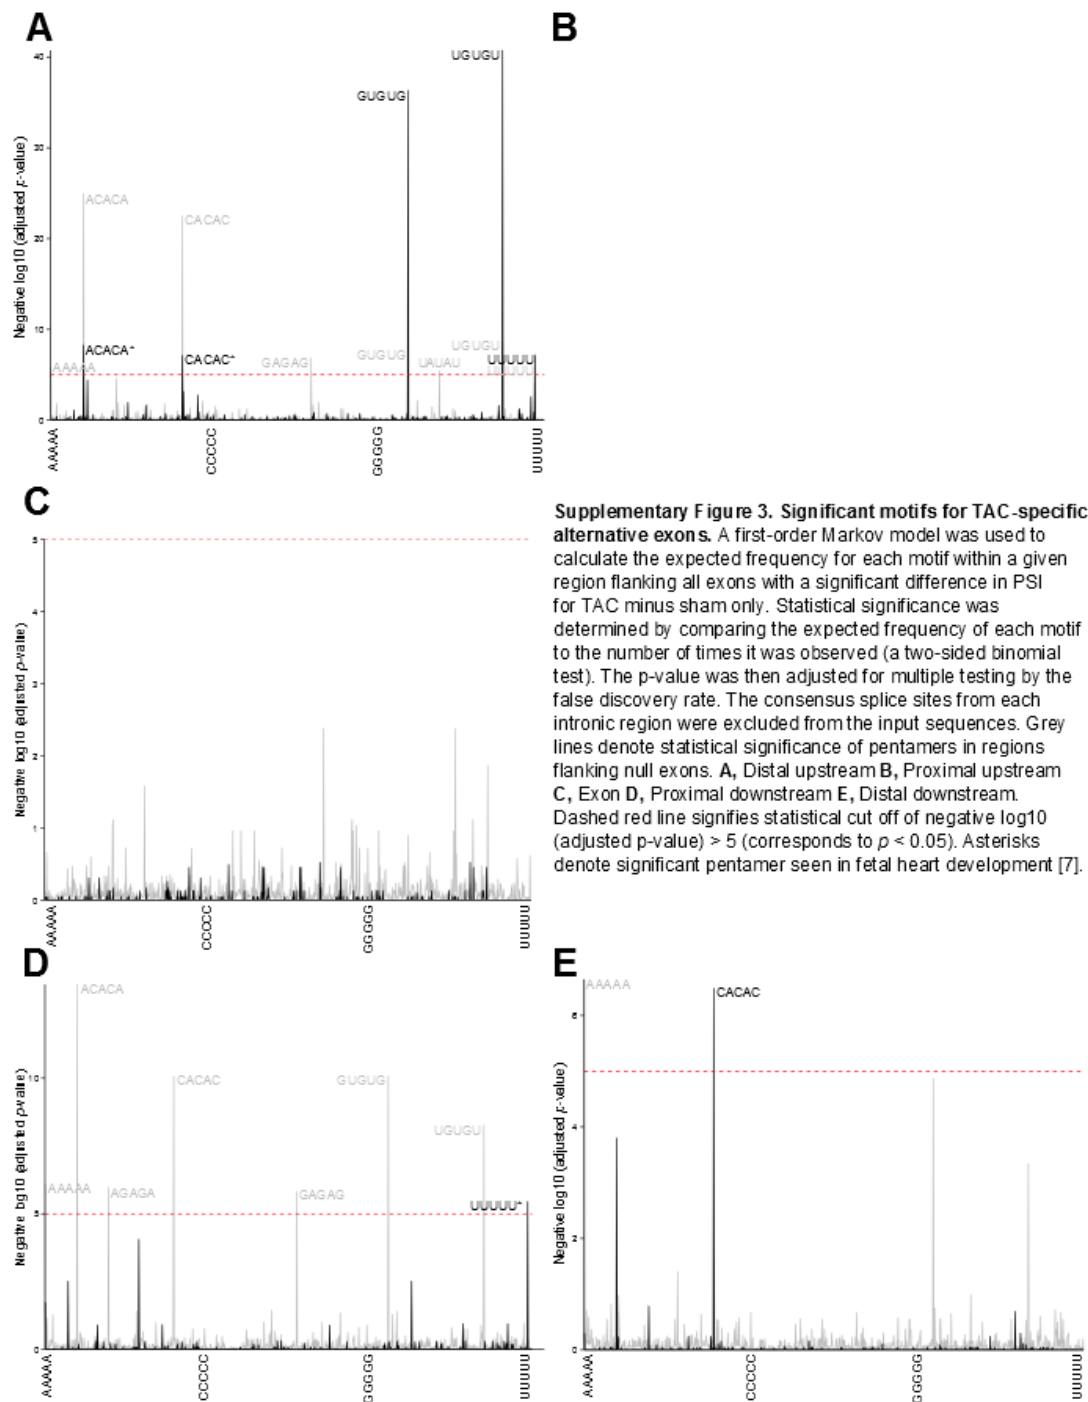 A
B
Negative log10 (adjusted p-value)
40
30
20
10
0
UGUGU
GUGUG
ACACA
CACAC
ACACA*
CACAC*
AAAAA
GAGAG
GUGUG
UAUAU
UGUGU
UUUUU
UUUUU
AAAAA
CCCCC
GGGGG
UUUUU
C
Negative log10 (adjusted p-value)
5
4
3
2
1
0
AAAAA
CCCCC
GGGGG
UUUUU
Supplementary Figure 3. Significant motifs for TAC-specific
alternative exons. A first-order Markov model was used to
calculate the expected frequency for each motif within a given
region flanking all exons with a significant difference in PSI
for TAC minus sham only. Statistical significance was
determined by comparing the expected frequency of each motif
to the number of times it was observed (a two-sided binomial
test). The p-value was then adjusted for multiple testing by the
false discovery rate. The consensus splice sites from each
intronic region were excluded from the input sequences. Grey
lines denote statistical significance of pentamers in regions
flanking null exons. A, Distal upstream B, Proximal upstream
C, Exon D, Proximal downstream E, Distal downstream.
Dashed red line signifies statistical cut off of negative log10
(adjusted p-value) > 5 (corresponds to p < 0.05). Asterisks
denote significant pentamer seen in fetal heart development [7].
D
Negative log10 (adjusted p-value)
10
5
0
ACACA
CACAC
GUGUG
UGUGU
AAAAA
AGAGA
GAGAG
UUUUU*
AAAAA
CCCCC
GGGGG
UUUUU
E
Negative log10 (adjusted p-value)
6
4
2
0
AAAAA
CACAC
AAAAA
CCCCC
GGGGG
UUUUU